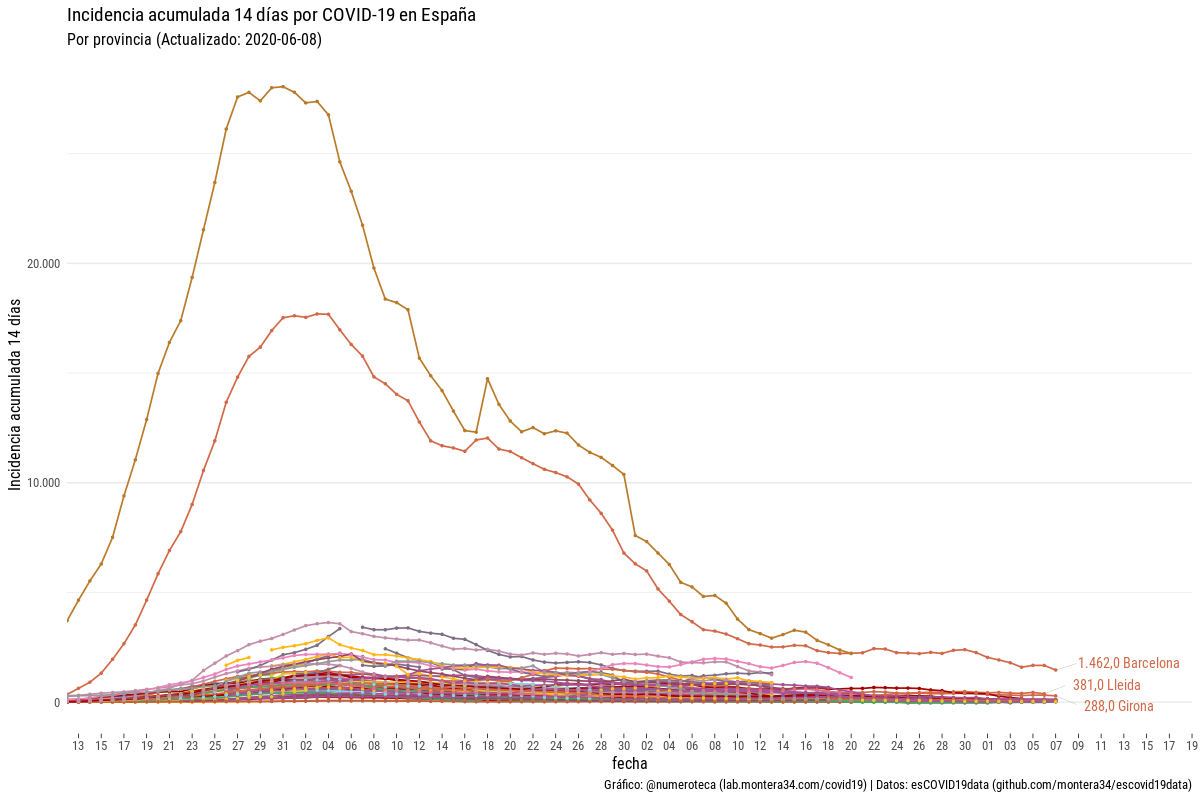 Incidencia acumulada 14 días por COVID-19 en España
Por provincia (Actualizado: 2020-06-08)
Incidencia acumulada 14 días
20.000
10.000
0
1.462,0 Barcelona
381,0 Lleida
288,0 Girona
13 15 17 19 21 23 25 27 29 31 02 04 06 08 10 12 14 16 18 20 22 24 26 28 30 02 04 06 08 10 12 14 16 18 20 22 24 26 28 30 01 03 05 07 09 11 13 15 17 19
fecha
Gráfico: @numeroteca (lab.montera34.com/covid19) | Datos: esCOVID19data (github.com/montera34/escovid19data)